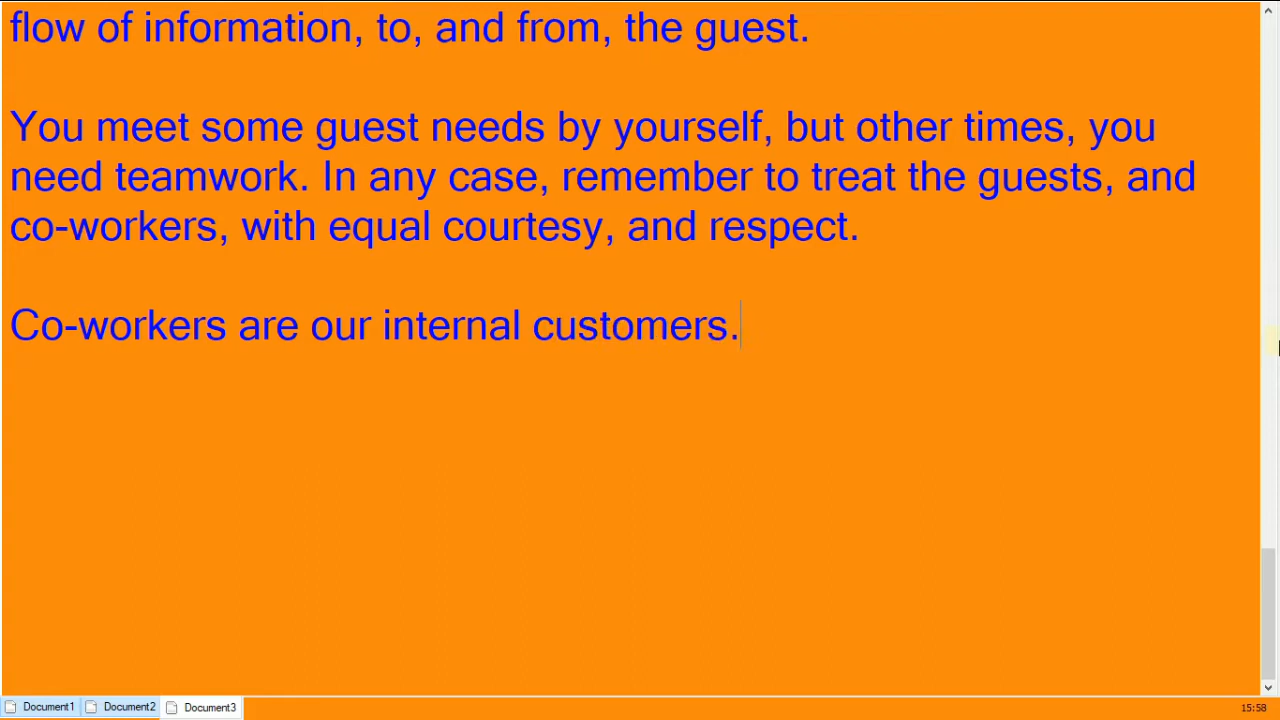 flow of information, to, and from, the guest.
You meet some guest needs by yourself, but other times, you
need teamwork. In any case, remember to treat the guests, and
co-workers, with equal courtesy, and respect.
Co-workers are our internal customers.
Document1 Document2 Document3 15:58